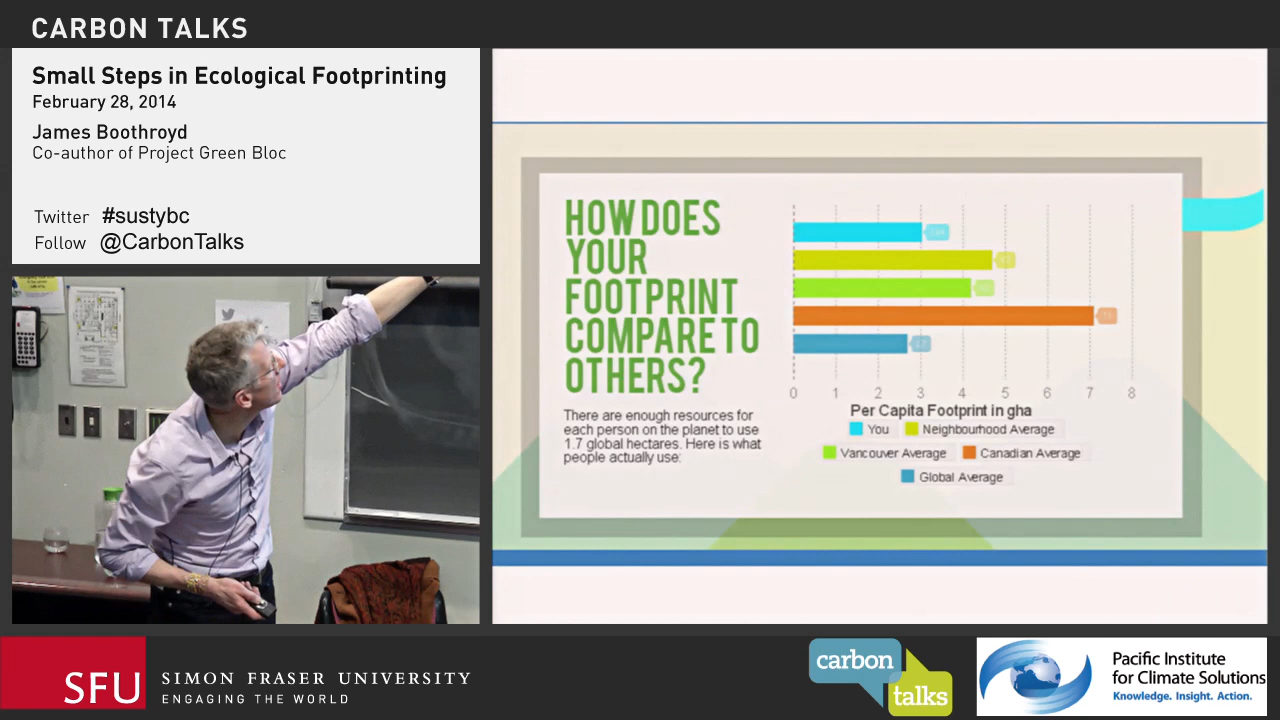 CARBON TALKS
Small Steps in Ecological Footprinting
February 28, 2014
James Boothroyd
Co-author of Project Green Bloc
Twitter #sustybc
Follow @CarbonTalks
HOW DOES
YOUR
FOOTPRINT
COMPARE TO
OTHERS?
There are enough resources for
each person on the planet to use
1.7 global hectares. Here is what
people actually use:
0 1 2 3 4 5 6 7 8
Per Capita Footprint in gha
You Neighbourhood Average
Vancouver Average Canadian Average
Global Average
SFU SIMON FRASER UNIVERSITY
ENGAGING THE WORLD
carbon
talks
Pacific Institute
for Climate Solutions
Knowledge. Insight. Action.